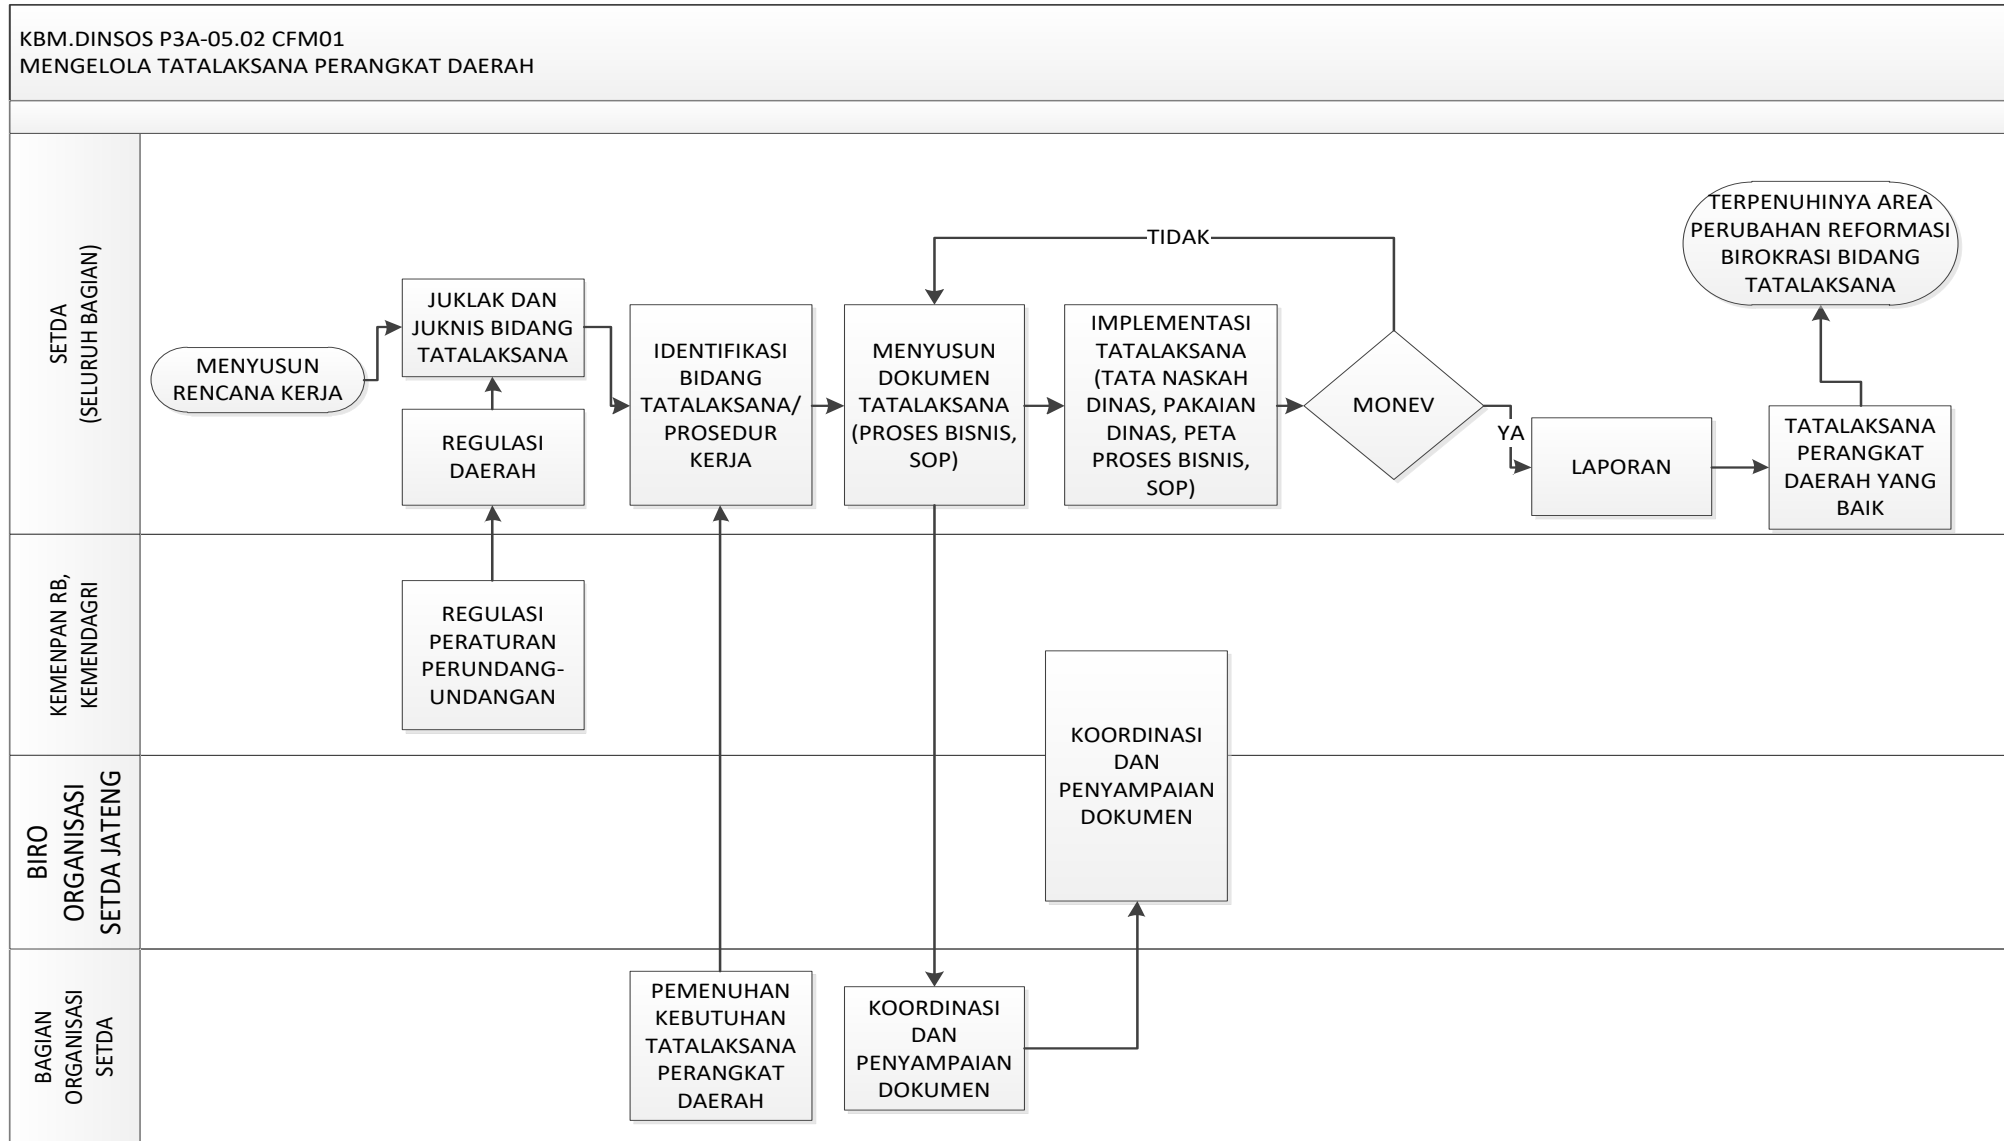 KBM.DINSOS P3A-05.02 CFM01
MENGELOLA TATALAKSANA PERANGKAT DAERAH
SETDA
(SELURUH BAGIAN)
MENYUSUN
RENCANA KERJA
JUKLAK DAN
JUKNIS BIDANG
TATALAKSANA
REGULASI
DAERAH
IDENTIFIKASI
BIDANG
TATALAKSANA/
PROSEDUR
KERJA
MENYUSUN
DOKUMEN
TATALAKSANA
(PROSES BISNIS,
SOP)
IMPLEMENTASI
TATALAKSANA
(TATA NASKAH
DINAS, PAKAIAN
DINAS, PETA
PROSES BISNIS,
SOP)
TIDAK
MONEV
YA
LAPORAN
TATALAKSANA
PERANGKAT
DAERAH YANG
BAIK
TERPENUHINYA AREA
PERUBAHAN REFORMASI
BIROKRASI BIDANG
TATALAKSANA
KEMENPAN RB,
KEMENDAGRI
REGULASI
PERATURAN
PERUNDANG-
UNDANGAN
KOORDINASI
DAN
PENYAMPAIAN
DOKUMEN
BIRO
ORGANISASI
SETDA JATENG
BAGIAN
ORGANISASI
SETDA
PEMENUHAN
KEBUTUHAN
TATALAKSANA
PERANGKAT
DAERAH
KOORDINASI
DAN
PENYAMPAIAN
DOKUMEN